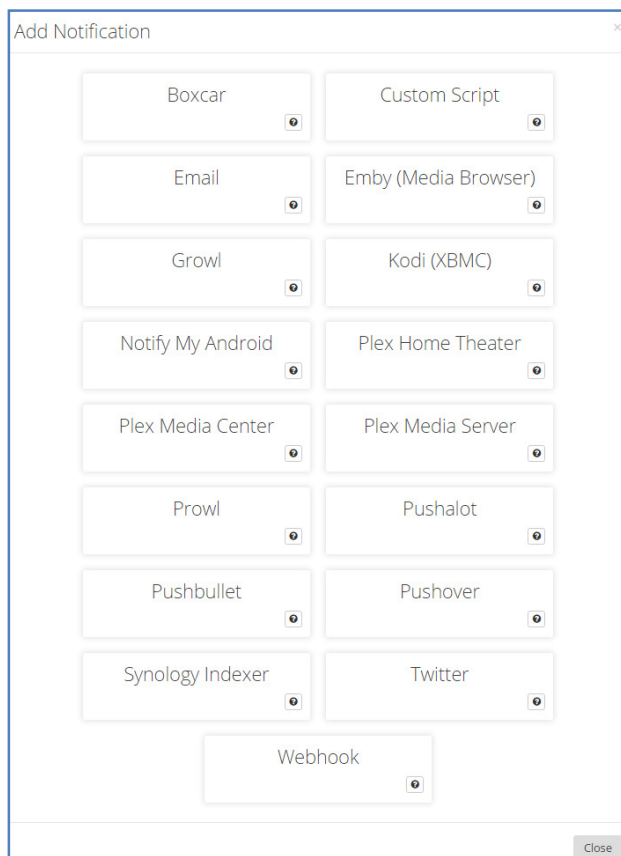 Add Notification ×
Boxcar Custom Script
Email Emby (Media Browser)
Growl Kodi (XBMC)
Notify My Android Plex Home Theater
Plex Media Center Plex Media Server
Prowl Pushalot
Pushbullet Pushover
Synology Indexer Twitter
Webhook
Close